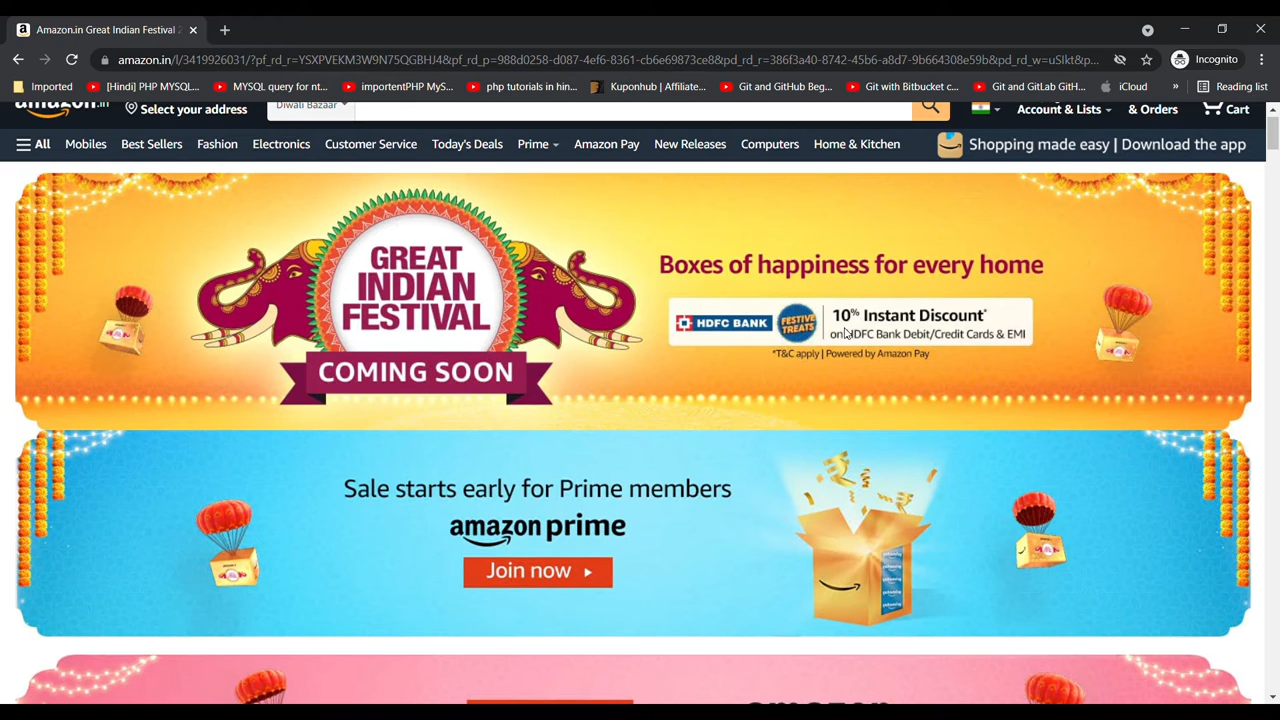 Amazon.in Great Indian Festival
amazon.in/l/3419926031/?pf_rd_r=YSXPVEKM3W9N75QGBHJ4&pf_rd_p=988d0258-d087-4ef6-8361-cb6e69873ce8&pd_rd_r=386f3a40-8742-45b6-a8d7-9b664308e59b&pd_rd_w=uSIkt&p...
Incognito
Imported
[Hindi] PHP MYSQL...
MYSQL query for nt...
importentPHP MyS...
php tutorials in hin...
Kuponhub | Affiliate...
Git and GitHub Beg...
Git with Bitbucket c...
Git and GitLab GitH...
iCloud
»
Reading list
amazon.in
Select your address
Diwali Bazaar
Account & Lists
& Orders
Cart
All
Mobiles
Best Sellers
Fashion
Electronics
Customer Service
Today's Deals
Prime
Amazon Pay
New Releases
Computers
Home & Kitchen
Shopping made easy | Download the app
GREAT
INDIAN
FESTIVAL
COMING SOON
Boxes of happiness for every home
HDFC BANK
FESTIVE
TREATS
10% Instant Discount*
on HDFC Bank Debit/Credit Cards & EMI
*T&C apply | Powered by Amazon Pay
Sale starts early for Prime members
amazon prime
Join now